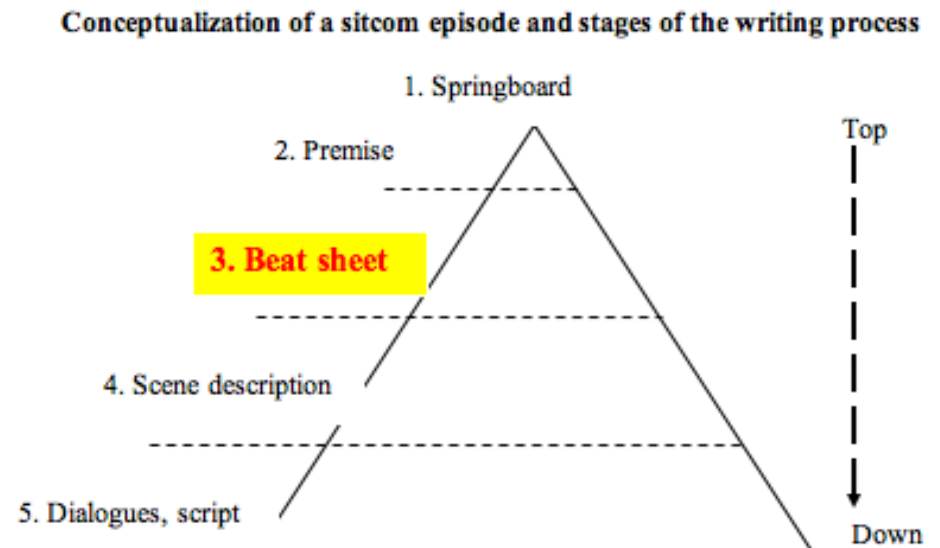 Conceptualization of a sitcom episode and stages of the writing process
1. Springboard
Top
2. Premise
3. Beat sheet
4. Scene description
5. Dialogues, script
Down